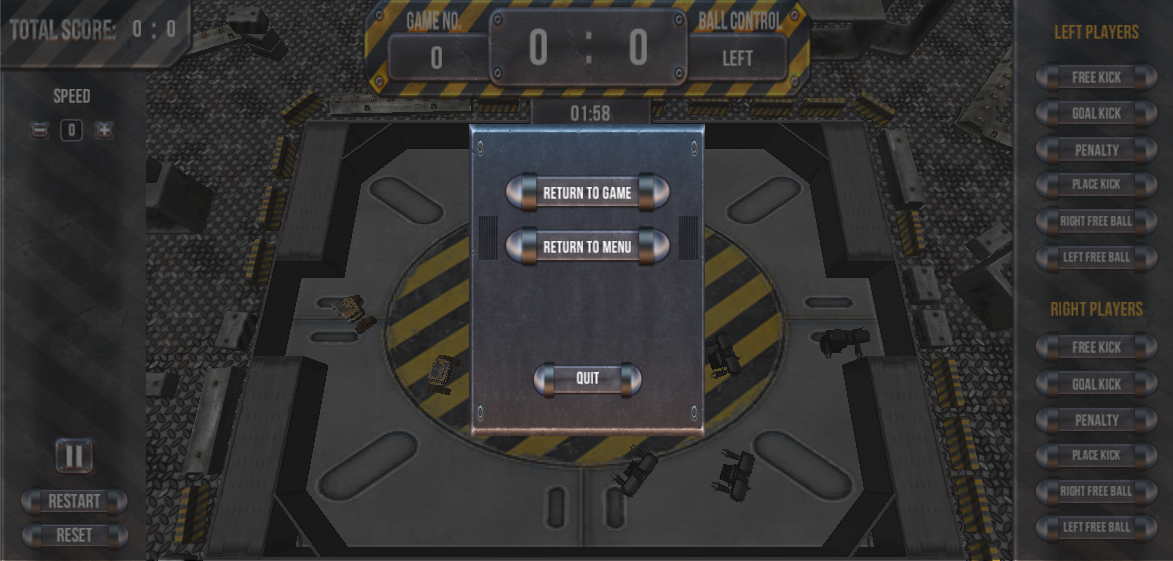 TOTAL SCORE: 0 : 0
GAME NO.
0
0 : 0
BALL CONTROL
LEFT
01:58
SPEED
0
RETURN TO GAME
RETURN TO MENU
QUIT
RESTART
RESET
LEFT PLAYERS
FREE KICK
GOAL KICK
PENALTY
PLACE KICK
RIGHT FREE BALL
LEFT FREE BALL
RIGHT PLAYERS
FREE KICK
GOAL KICK
PENALTY
PLACE KICK
RIGHT FREE BALL
LEFT FREE BALL